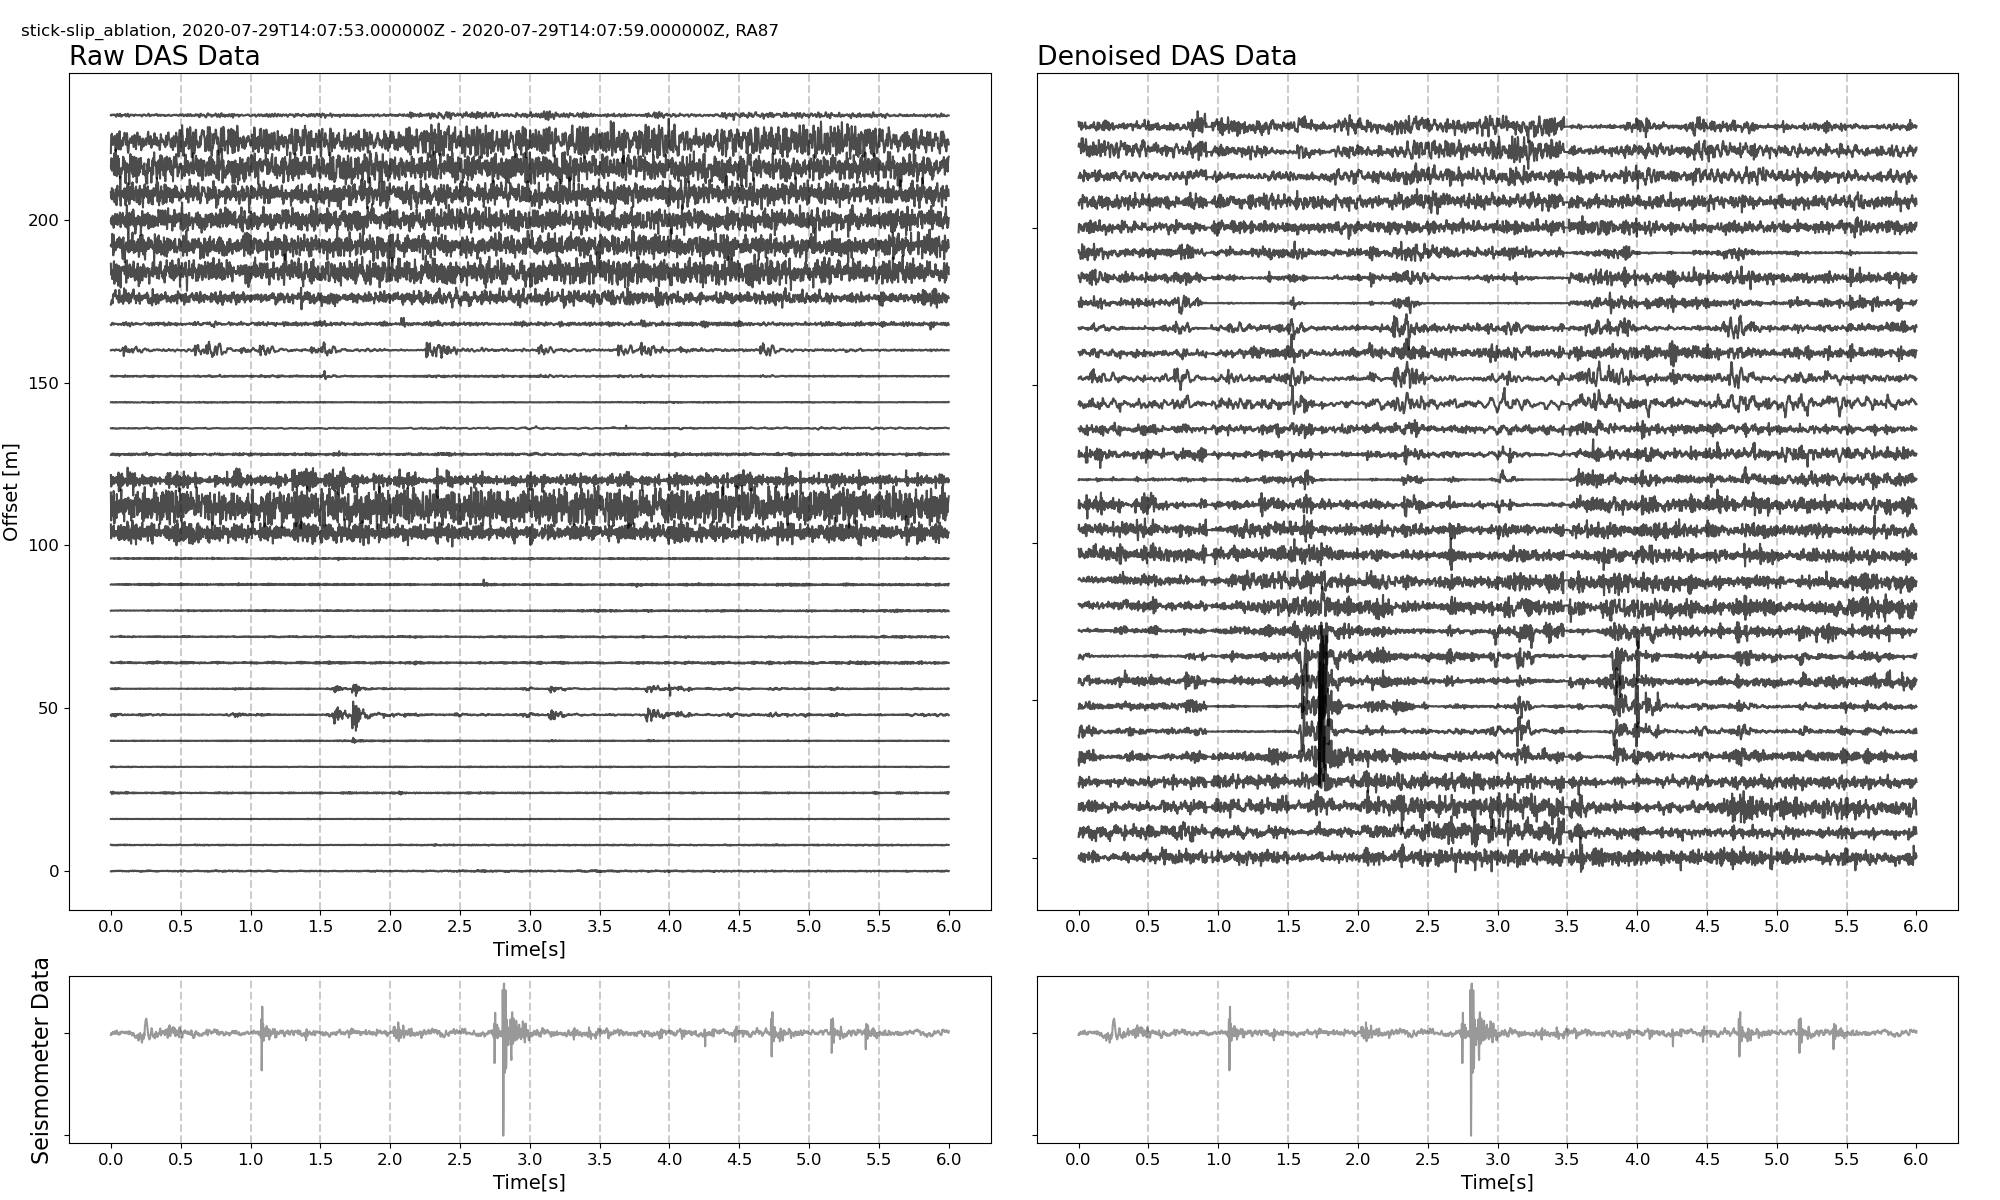 stick-slip_ablation, 2020-07-29T14:07:53.000000Z - 2020-07-29T14:07:59.000000Z, RA87
Raw DAS Data
Denoised DAS Data
Offset [m]
200
150
100
50
0
0.0 0.5 1.0 1.5 2.0 2.5 3.0 3.5 4.0 4.5 5.0 5.5 6.0
Time[s]
0.0 0.5 1.0 1.5 2.0 2.5 3.0 3.5 4.0 4.5 5.0 5.5 6.0
Seismometer Data
0.0 0.5 1.0 1.5 2.0 2.5 3.0 3.5 4.0 4.5 5.0 5.5 6.0
Time[s]
0.0 0.5 1.0 1.5 2.0 2.5 3.0 3.5 4.0 4.5 5.0 5.5 6.0
Time[s]